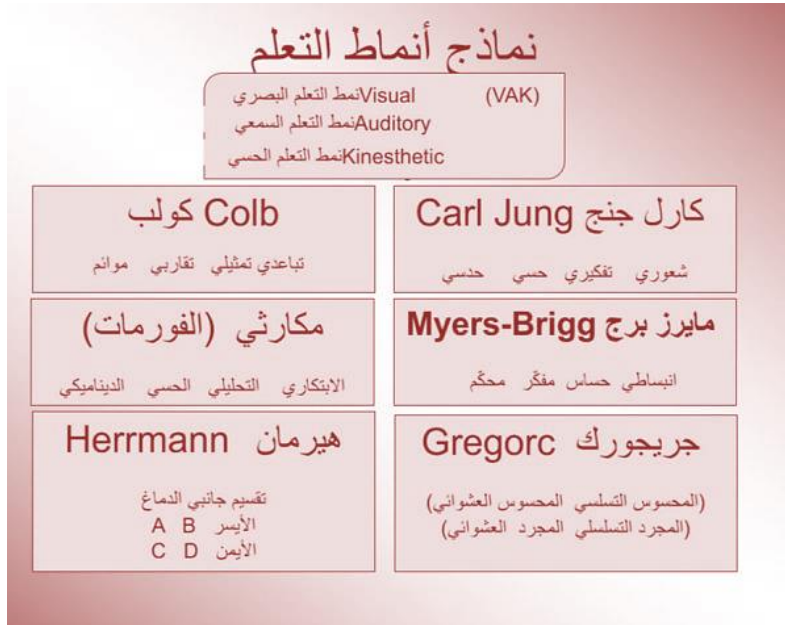 نماذج أنماط التعلم
(VAK) Visualنمط التعلم البصري
Auditoryنمط التعلم السمعي
Kinestheticنمط التعلم الحسي
كارل جنج Carl Jung
شعوري تفكيري حسي حدسي
Colb كولب
تباعدي تمثيلي تقاربي موائم
مايرز برج Myers-Brigg
انبساطي حساس مفكّر محكّم
مكارثي (الفورمات)
الابتكاري التحليلي الحسي الديناميكي
جريجورك Gregorc
(المحسوس التسلسي المحسوس العشوائي)
(المجرد التسلسلي المجرد العشوائي)
هيرمان Herrmann
تقسيم جانبي الدماغ
الأيسر A B
الأيمن C D